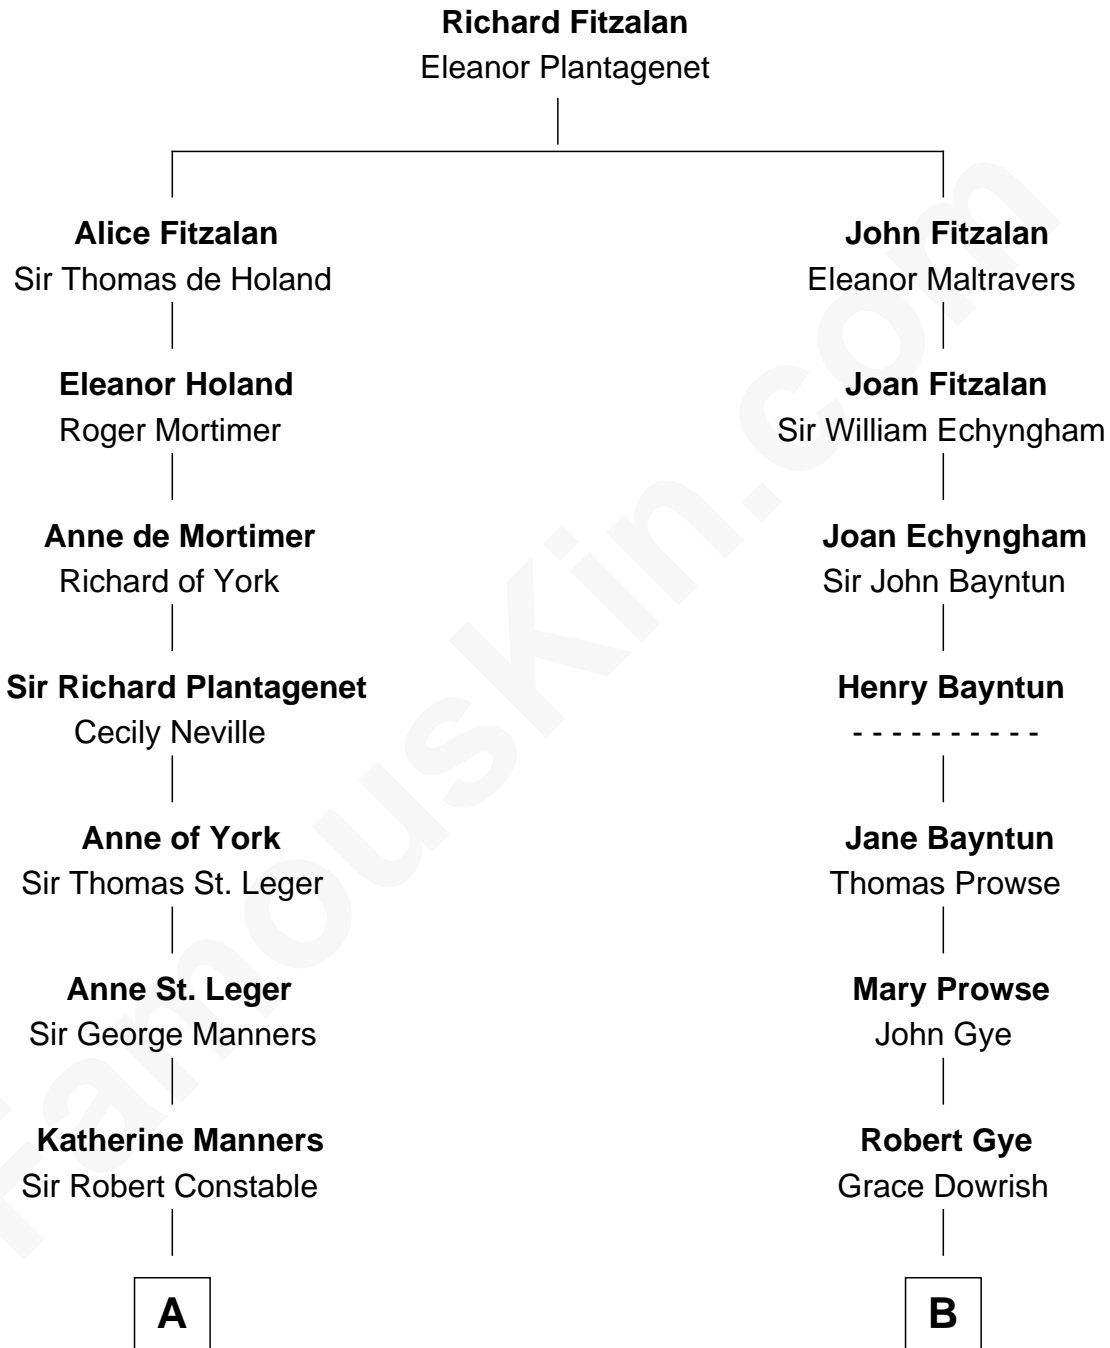 Richard Fitzalan
Eleanor Plantagenet
Alice Fitzalan
Sir Thomas de Holand
John Fitzalan
Eleanor Maltravers
Eleanor Holand
Roger Mortimer
Joan Fitzalan
Sir William Echyngham
Anne de Mortimer
Richard of York
Joan Echyngham
Sir John Bayntun
Sir Richard Plantagenet
Cecily Neville
Henry Bayntun
- - - - - - - - - -
Anne of York
Sir Thomas St. Leger
Jane Bayntun
Thomas Prowse
Anne St. Leger
Sir George Manners
Mary Prowse
John Gye
Katherine Manners
Sir Robert Constable
Robert Gye
Grace Dowrish
A
B
FamousKin.com